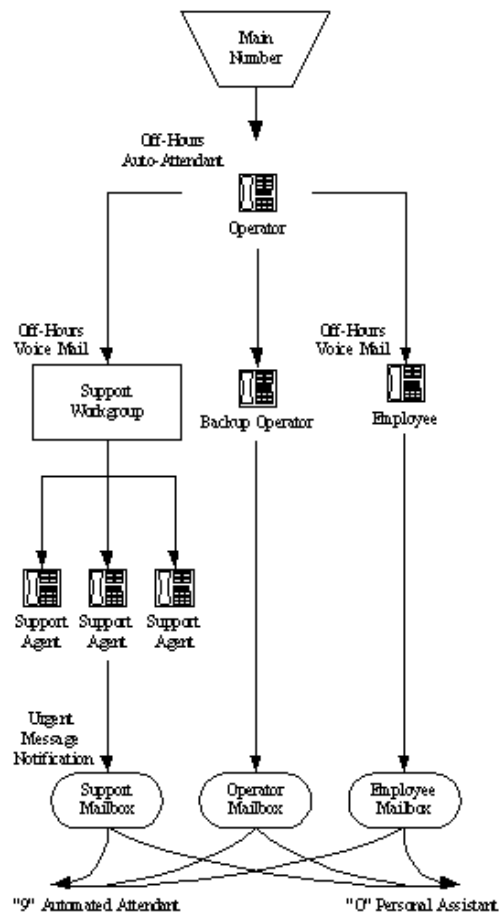 Main
Number
Off-Hours
Auto-Attendant
Operator
Off-Hours
Voice Mail
Off-Hours
Voice Mail
Support
Workgroup
Backup Operator
Employee
Support
Agent
Support
Agent
Support
Agent
Urgent
Message
Notification
Support
Mailbox
Operator
Mailbox
Employee
Mailbox
"9" Automated Attendant
"0" Personal Assistant